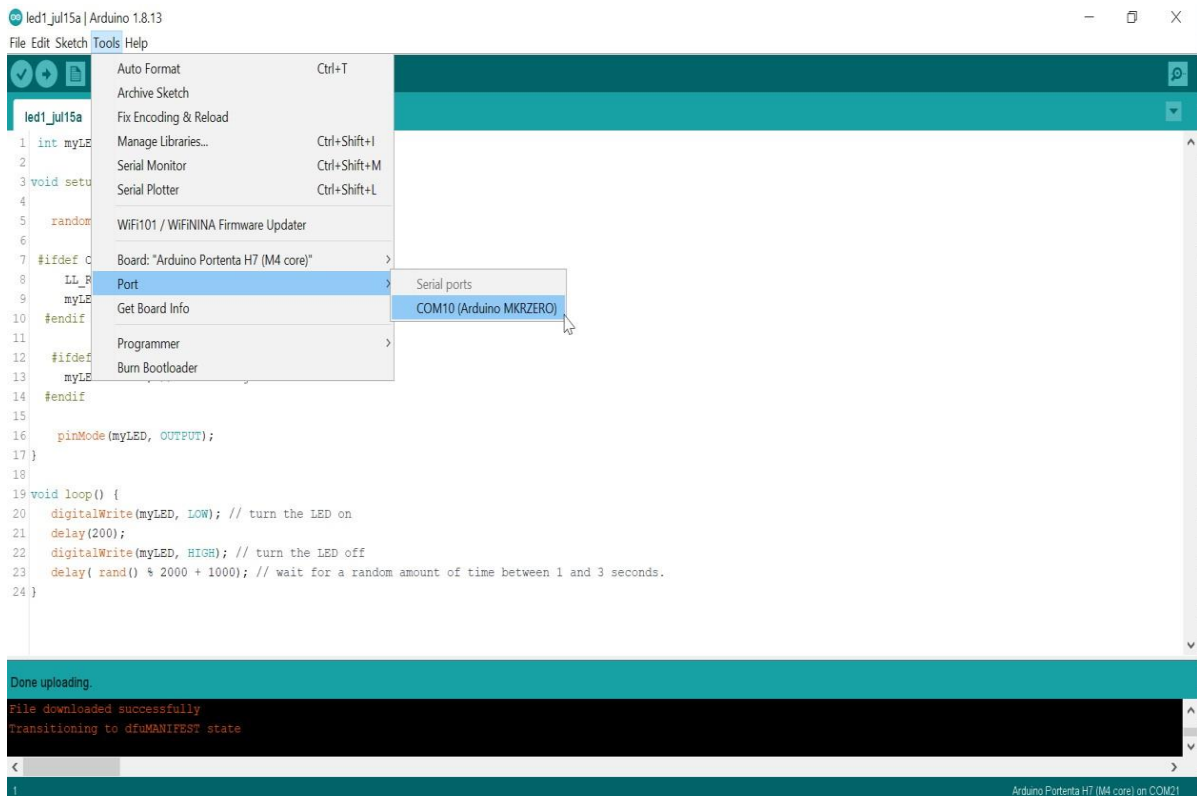 led1_jul15a | Arduino 1.8.13
File Edit Sketch Tools Help
Auto Format Ctrl+T
Archive Sketch
led1_jul15a Fix Encoding & Reload
1 int myLE Manage Libraries... Ctrl+Shift+I
2 Serial Monitor Ctrl+Shift+M
3 void setu Serial Plotter Ctrl+Shift+L
4
5 random WiFi101 / WiFiNINA Firmware Updater
6
7 #ifdef C Board: "Arduino Portenta H7 (M4 core)"
8 LL_R Port Serial ports
9 myLE Get Board Info COM10 (Arduino MKRZERO)
10 #endif
11 Programmer
12 #ifdef Burn Bootloader
13 myLE
14 #endif
15
16 pinMode(myLED, OUTPUT);
17 }
18
19 void loop() {
20 digitalWrite(myLED, LOW); // turn the LED on
21 delay(200);
22 digitalWrite(myLED, HIGH); // turn the LED off
23 delay( rand() % 2000 + 1000); // wait for a random amount of time between 1 and 3 seconds.
24 }
Done uploading.
File downloaded successfully
Transitioning to dfuMANIFEST state
1 Arduino Portenta H7 (M4 core) on COM21